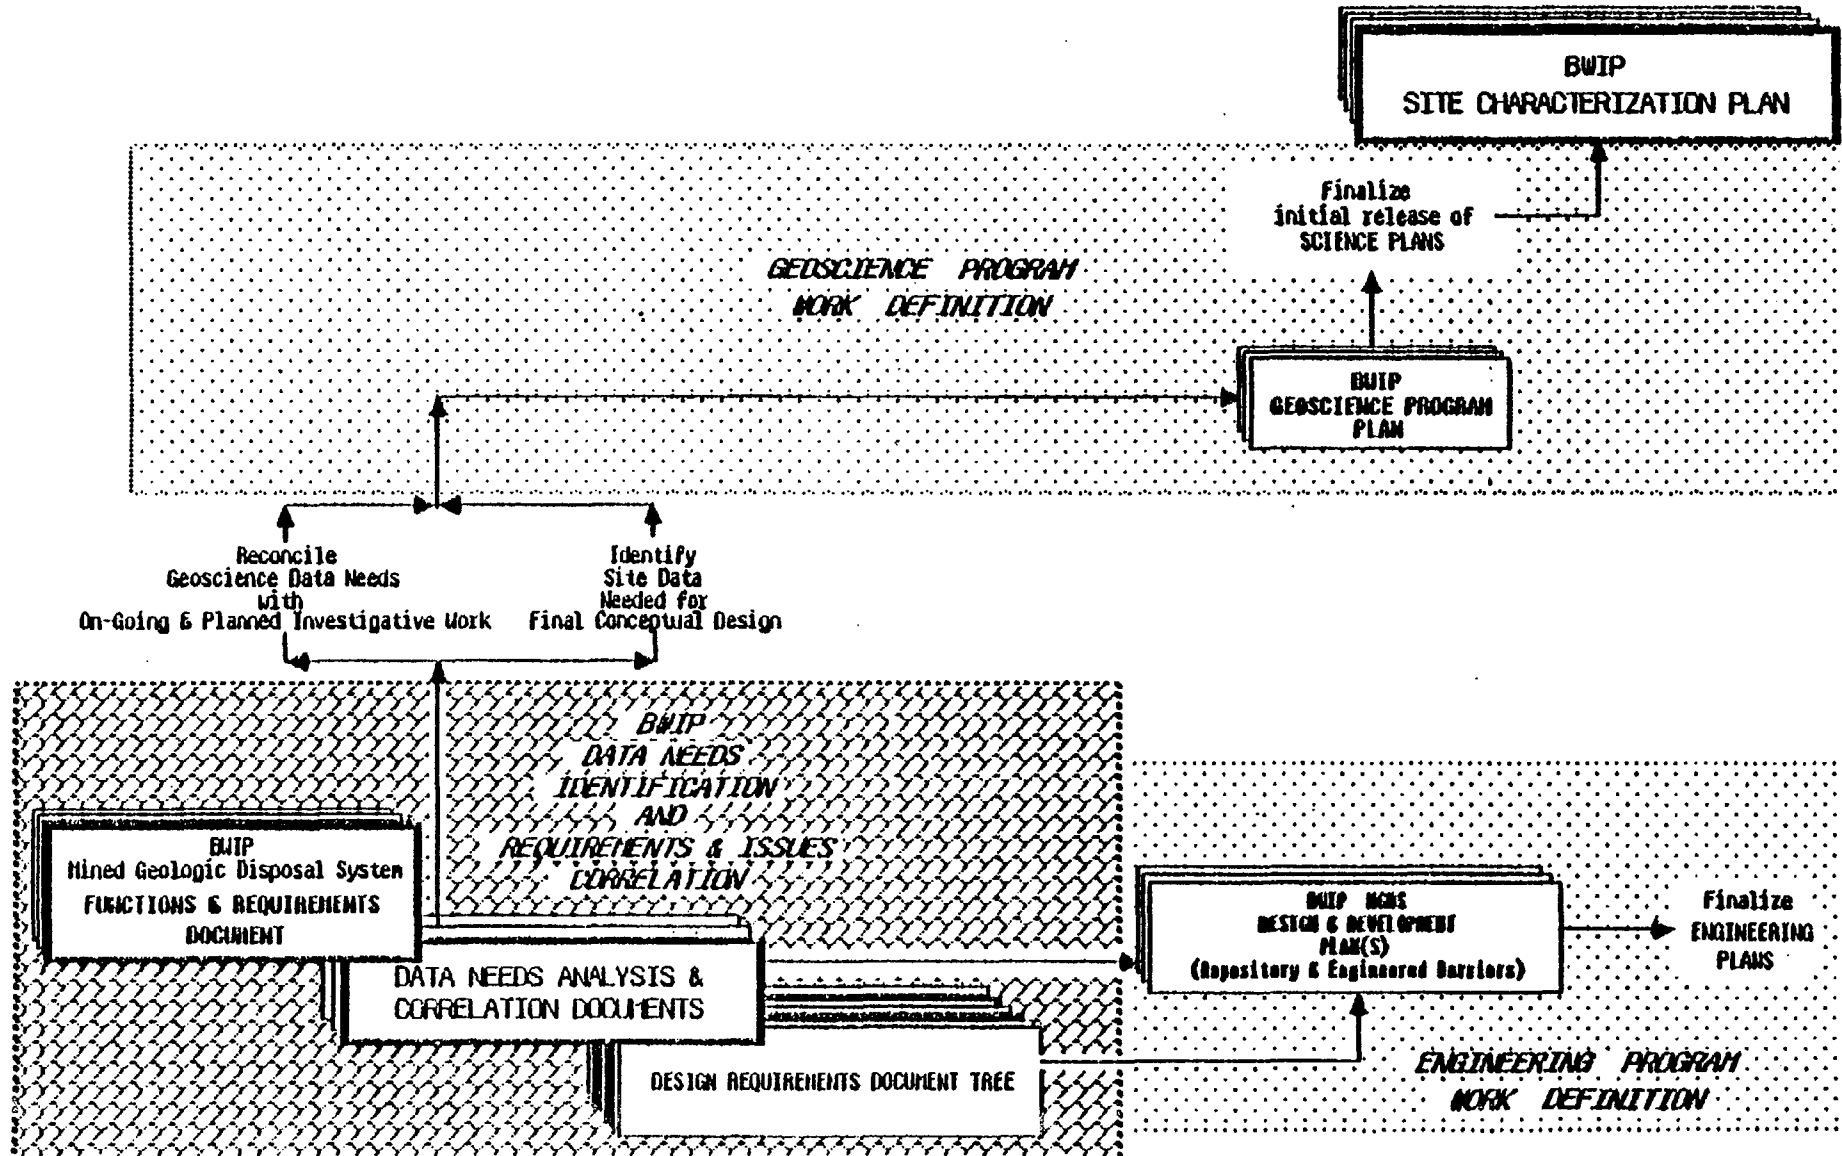 BWIP
SITE CHARACTERIZATION PLAN
Finalize
initial release of
SCIENCE PLANS
GEOSCIENCE PROGRAM
WORK DEFINITION
BWIP
GEOSCIENCE PROGRAM
PLAN
Reconcile
Geoscience Data Needs
with
On-Going & Planned Investigative Work
Identify
Site Data
Needed for
Final Conceptual Design
BWIP
DATA NEEDS
IDENTIFICATION
AND
REQUIREMENTS & ISSUES
CORRELATION
BWIP
Mined Geologic Disposal System
FUNCTIONS & REQUIREMENTS
DOCUMENT
DATA NEEDS ANALYSIS &
CORRELATION DOCUMENTS
DESIGN REQUIREMENTS DOCUMENT TREE
BWIP
DESIGN & DEVELOPMENT
PLAN(S)
(Repository & Engineered Barriers)
Finalize
ENGINEERING
PLANS
ENGINEERING PROGRAM
WORK DEFINITION